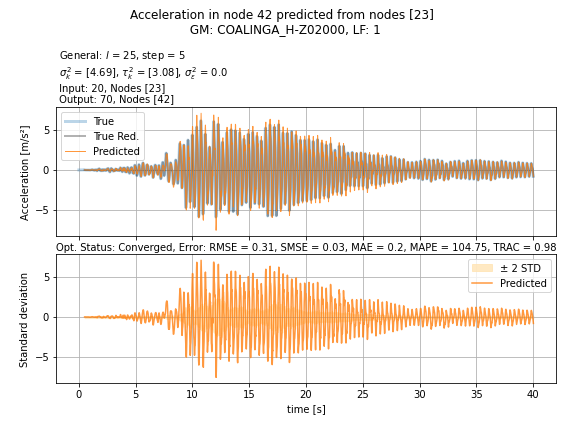 Acceleration in node 42 predicted from nodes [23]
GM: COALINGA_H-Z02000, LF: 1
General: l = 25, step = 5
σ²ₖ = [4.69], τ²ₖ = [3.08], σ²ₑ = 0.0
Input: 20, Nodes [23]
Output: 70, Nodes [42]
True
True Red.
Predicted
Acceleration [m/s²]
5
0
−5
Opt. Status: Converged, Error: RMSE = 0.31, SMSE = 0.03, MAE = 0.2, MAPE = 104.75, TRAC = 0.98
± 2 STD
Predicted
Standard deviation
5
0
−5
0 5 10 15 20 25 30 35 40
time [s]